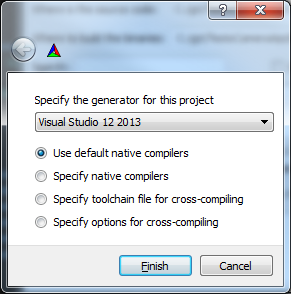 Specify the generator for this project
Visual Studio 12 2013
Use default native compilers
Specify native compilers
Specify toolchain file for cross-compiling
Specify options for cross-compiling
Finish
Cancel